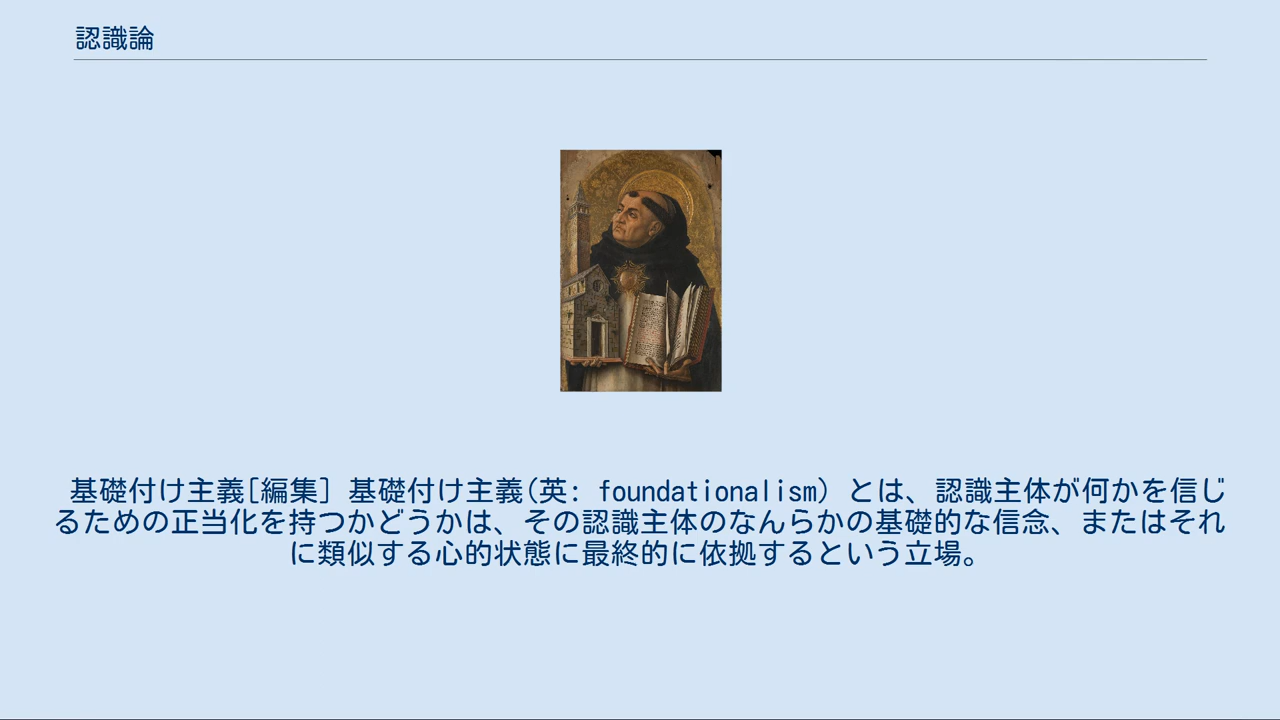 認識論
基礎付け主義[編集] 基礎付け主義(英: foundationalism) とは、認識主体が何かを信じ
るための正当化を持つかどうかは、その認識主体のなんらかの基礎的な信念、またはそれ
に類似する心的状態に最終的に依拠するという立場。